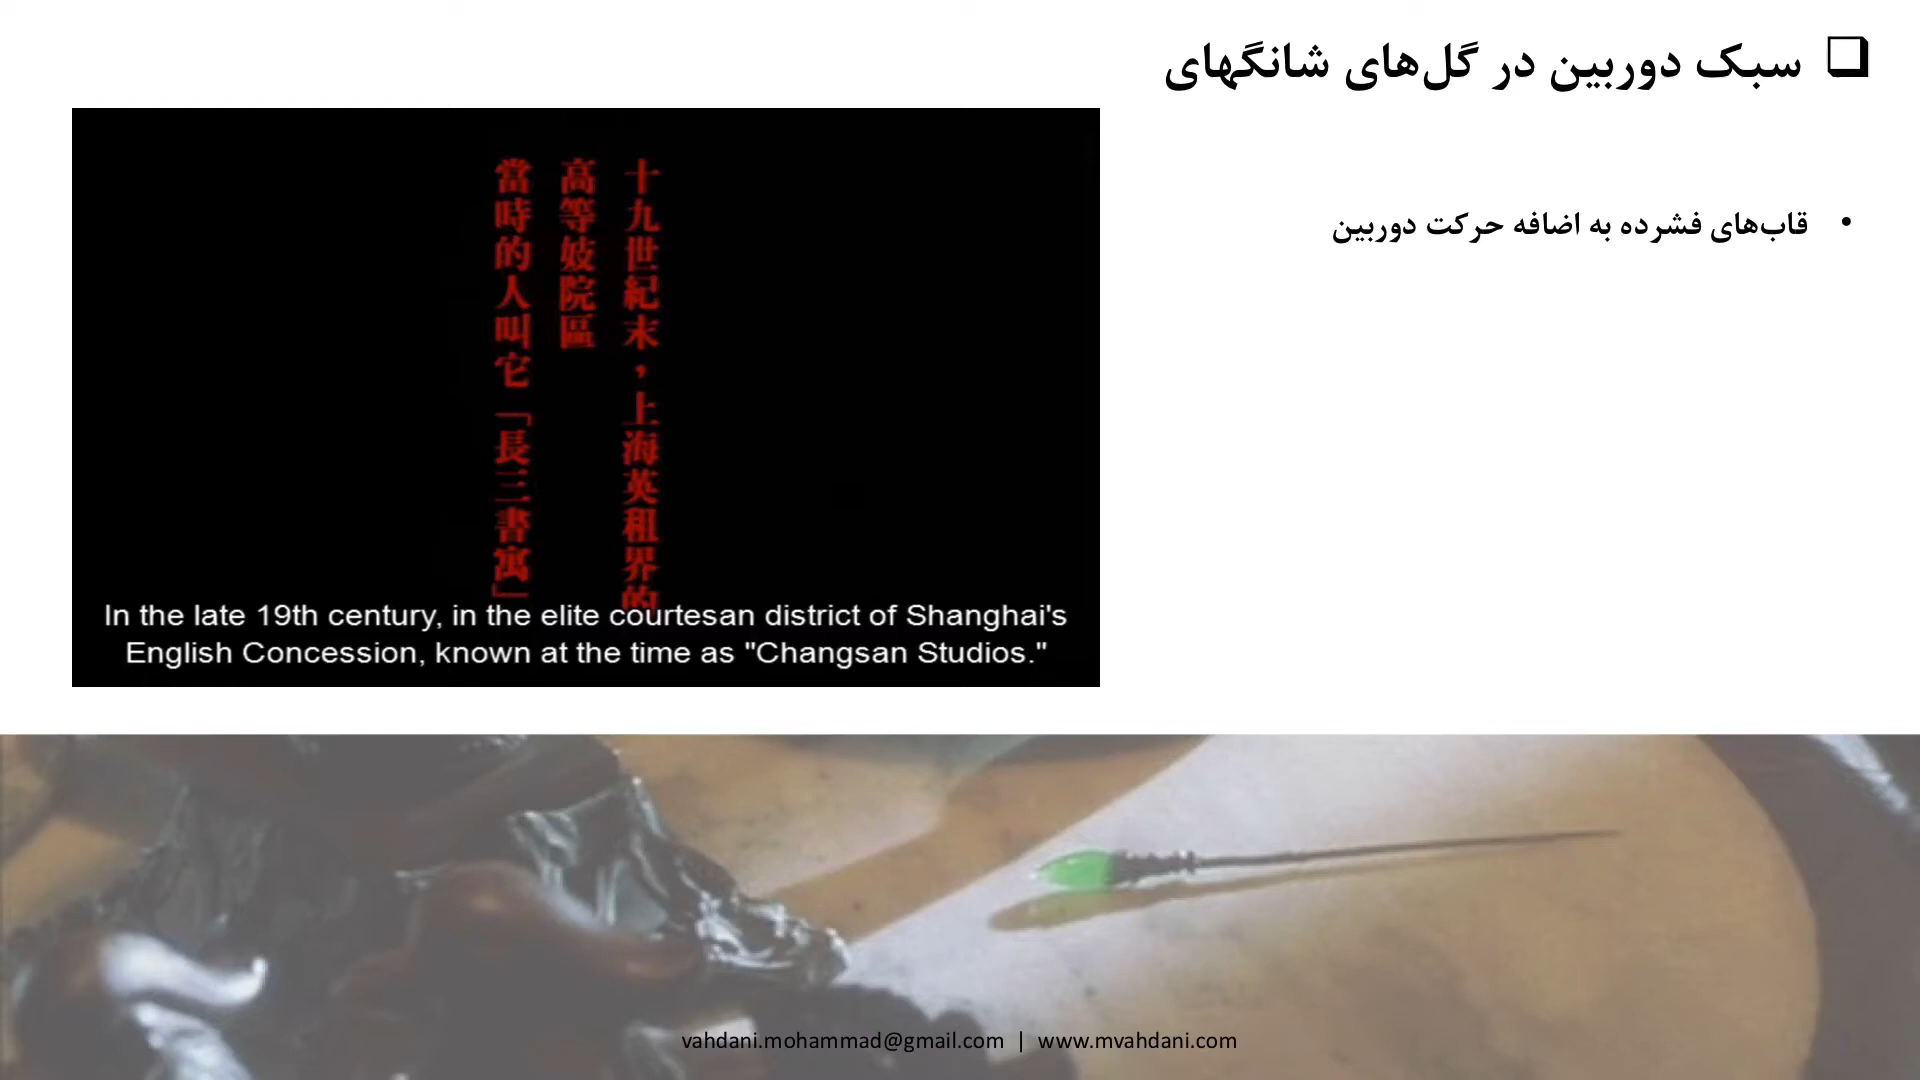 سبک دوربین در گل‌های شانگهای
قاب‌های فشرده به اضافه حرکت دوربین
十九世紀末，上海英租界的
高等妓院區
當時的人叫它「長三書寓」
In the late 19th century, in the elite courtesan district of Shanghai's
English Concession, known at the time as "Changsan Studios."
vahdani.mohammad@gmail.com | www.mvahdani.com